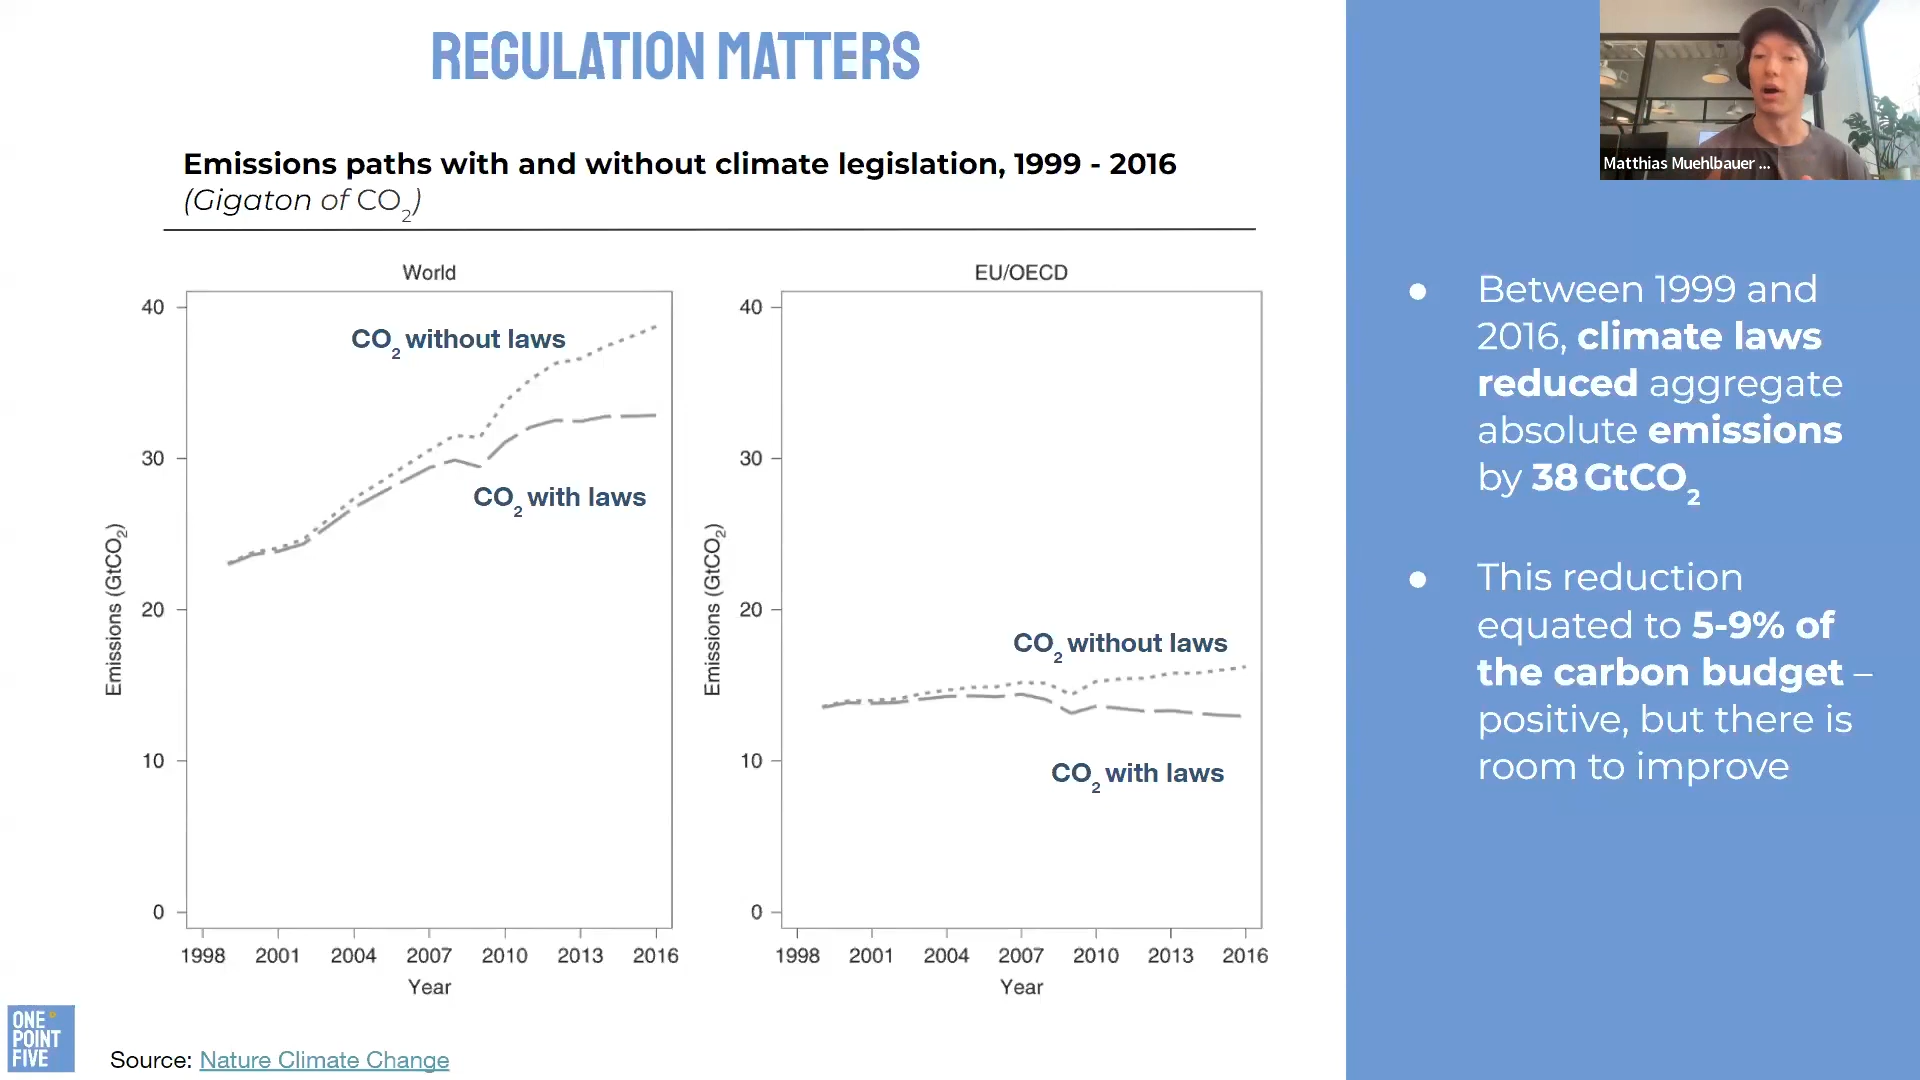 REGULATION MATTERS
Emissions paths with and without climate legislation, 1999 - 2016
(Gigaton of CO2)
World
40
30
20
10
0
Emissions (GtCO2)
CO2 without laws
CO2 with laws
1998 2001 2004 2007 2010 2013 2016
Year
EU/OECD
40
30
20
10
0
Emissions (GtCO2)
CO2 without laws
CO2 with laws
1998 2001 2004 2007 2010 2013 2016
Year
Matthias Muehlbauer ...
● Between 1999 and
2016, climate laws
reduced aggregate
absolute emissions
by 38 GtCO2
● This reduction
equated to 5-9% of
the carbon budget –
positive, but there is
room to improve
ONE°
POINT
FIVE
Source: Nature Climate Change